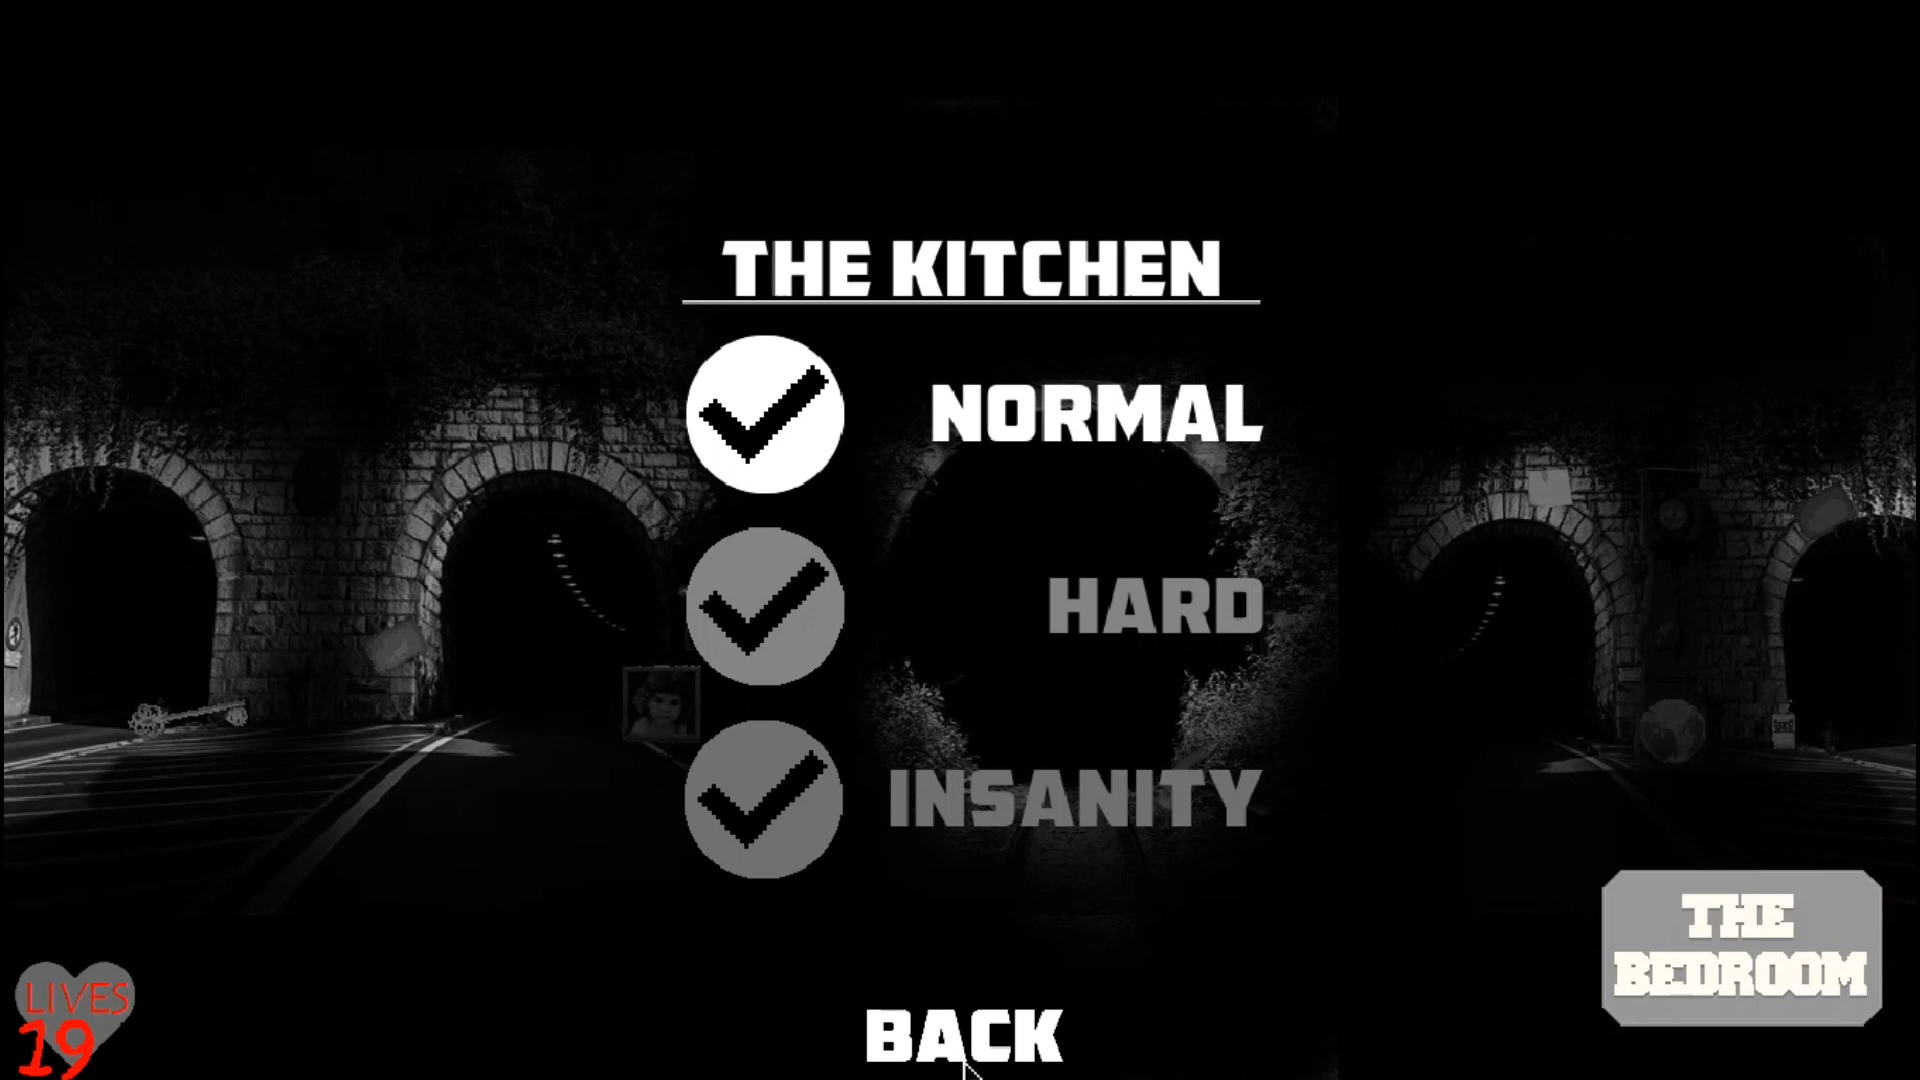 THE KITCHEN
NORMAL
HARD
INSANITY
THE
BEDROOM
LIVES
19
BACK